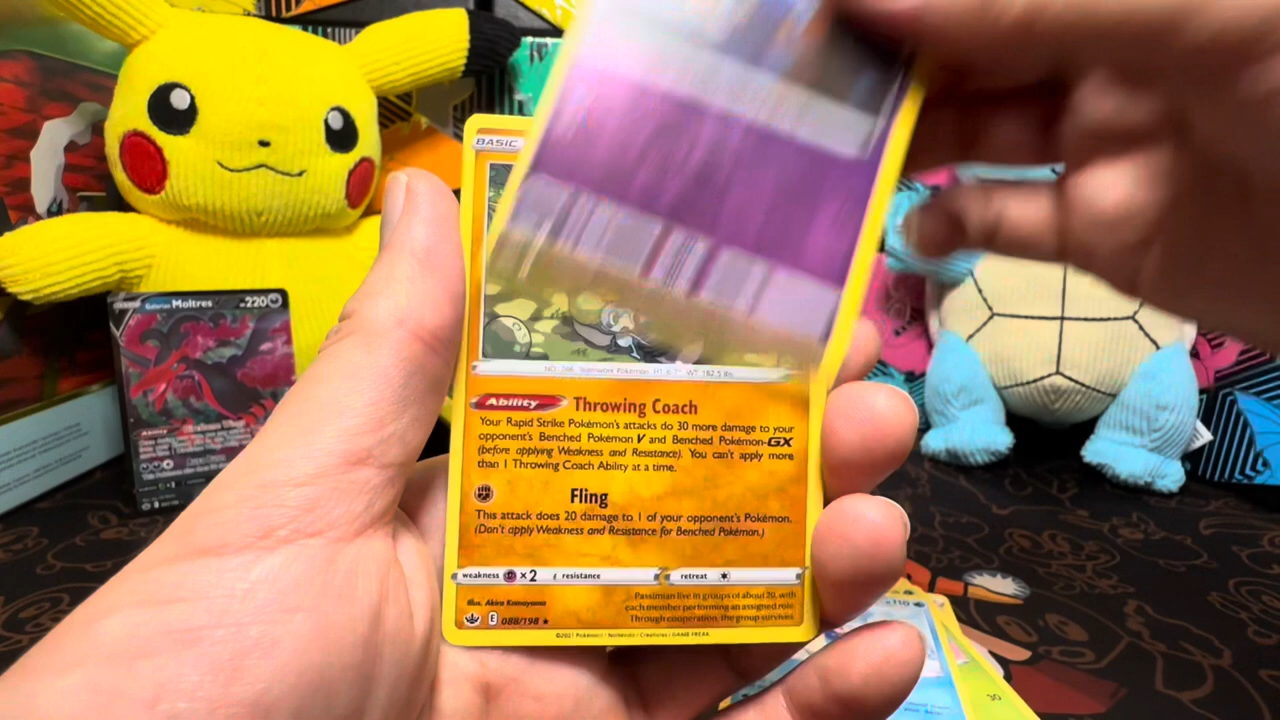 BASIC
NO. 766 Teamwork Pokémon HT: 6'7" WT: 182.5 lbs.
Ability Throwing Coach
Your Rapid Strike Pokémon's attacks do 30 more damage to your
opponent's Benched Pokémon V and Benched Pokémon-GX
(before applying Weakness and Resistance). You can't apply more
than 1 Throwing Coach Ability at a time.
Fling
This attack does 20 damage to 1 of your opponent's Pokémon.
(Don't apply Weakness and Resistance for Benched Pokémon.)
weakness ×2 resistance retreat
Illus. Akira Komayama
Passimian live in groups of about 20, with
each member performing an assigned role.
Through cooperation, the group survives
E 088/198 ★
©2021 Pokémon / Nintendo / Creatures / GAME FREAK
Galarian Moltres 220
Ability
110
30